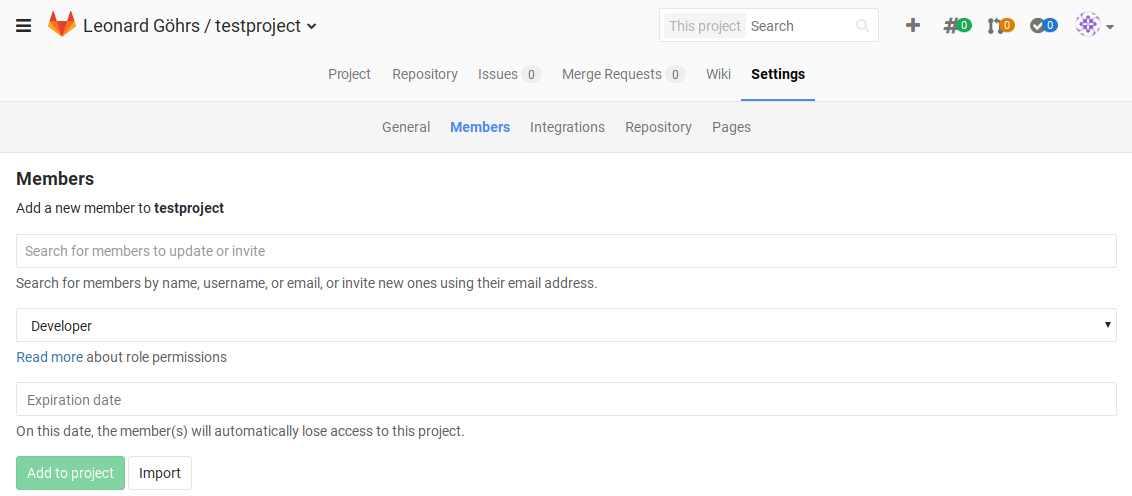 Leonard Göhrs / testproject
This project Search
0 0 0
Project Repository Issues 0 Merge Requests 0 Wiki Settings
General Members Integrations Repository Pages
Members
Add a new member to testproject
Search for members to update or invite
Search for members by name, username, or email, or invite new ones using their email address.
Developer
Read more about role permissions
Expiration date
On this date, the member(s) will automatically lose access to this project.
Add to project Import